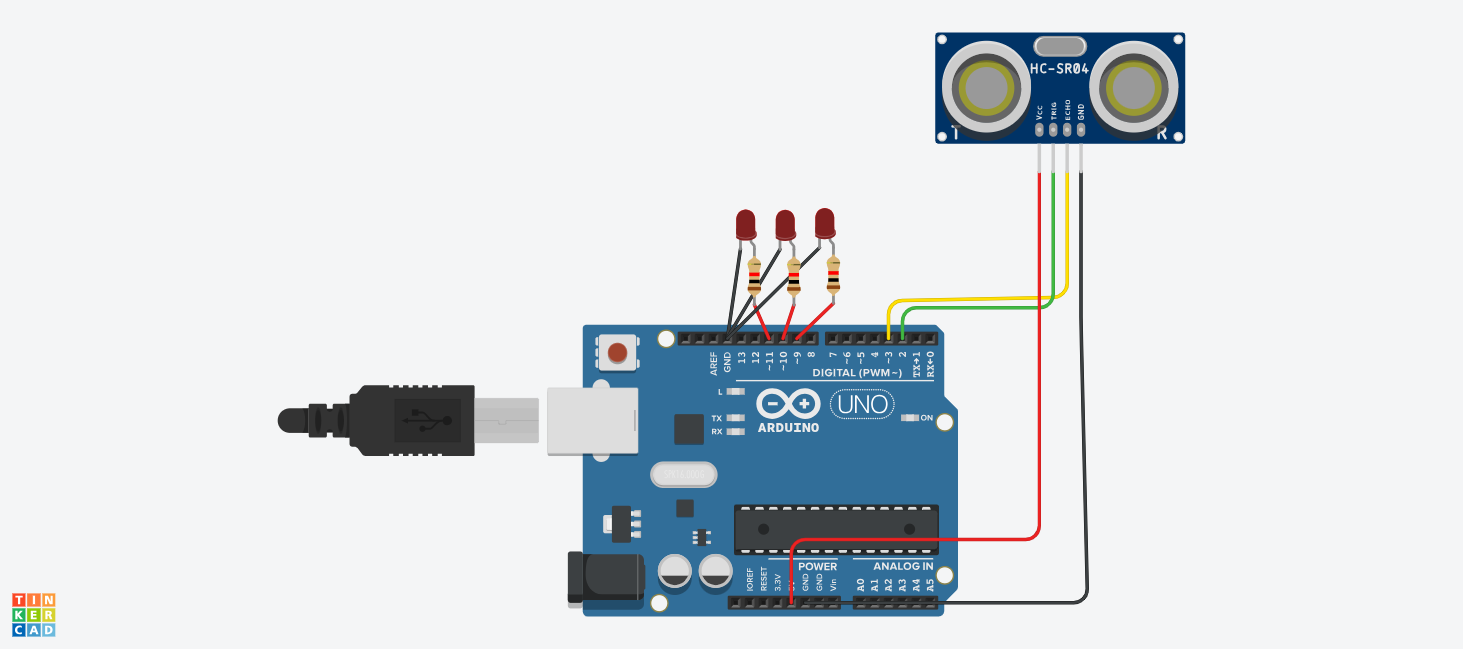 HC-SR04
VCC
TRIG
ECHO
GND
T
R
AREF
GND
13
12
~11
~10
~9
8
7
~6
~5
4
~3
2
TX→1
RX←0
DIGITAL (PWM~)
L
TX
RX
ARDUINO
UNO
ON
POWER
ANALOG IN
IOREF
RESET
3.3V
GND
GND
Vin
A0
A1
A2
A3
A4
A5
TIN
KER
CAD